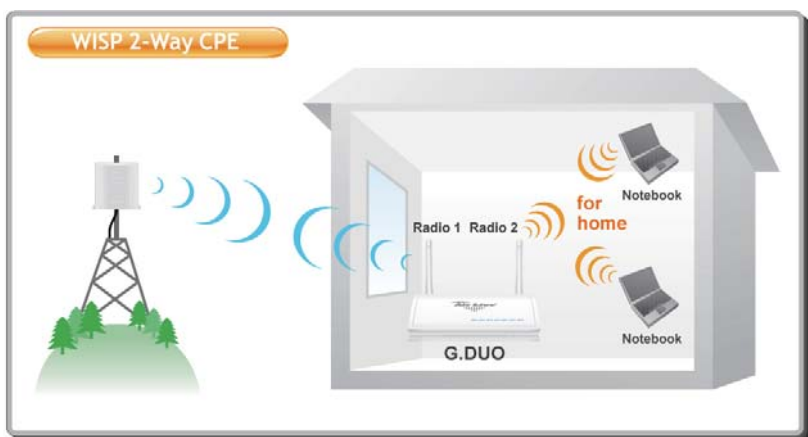 WISP 2-Way CPE
Notebook
for
home
Radio 1 Radio 2
Notebook
G.DUO